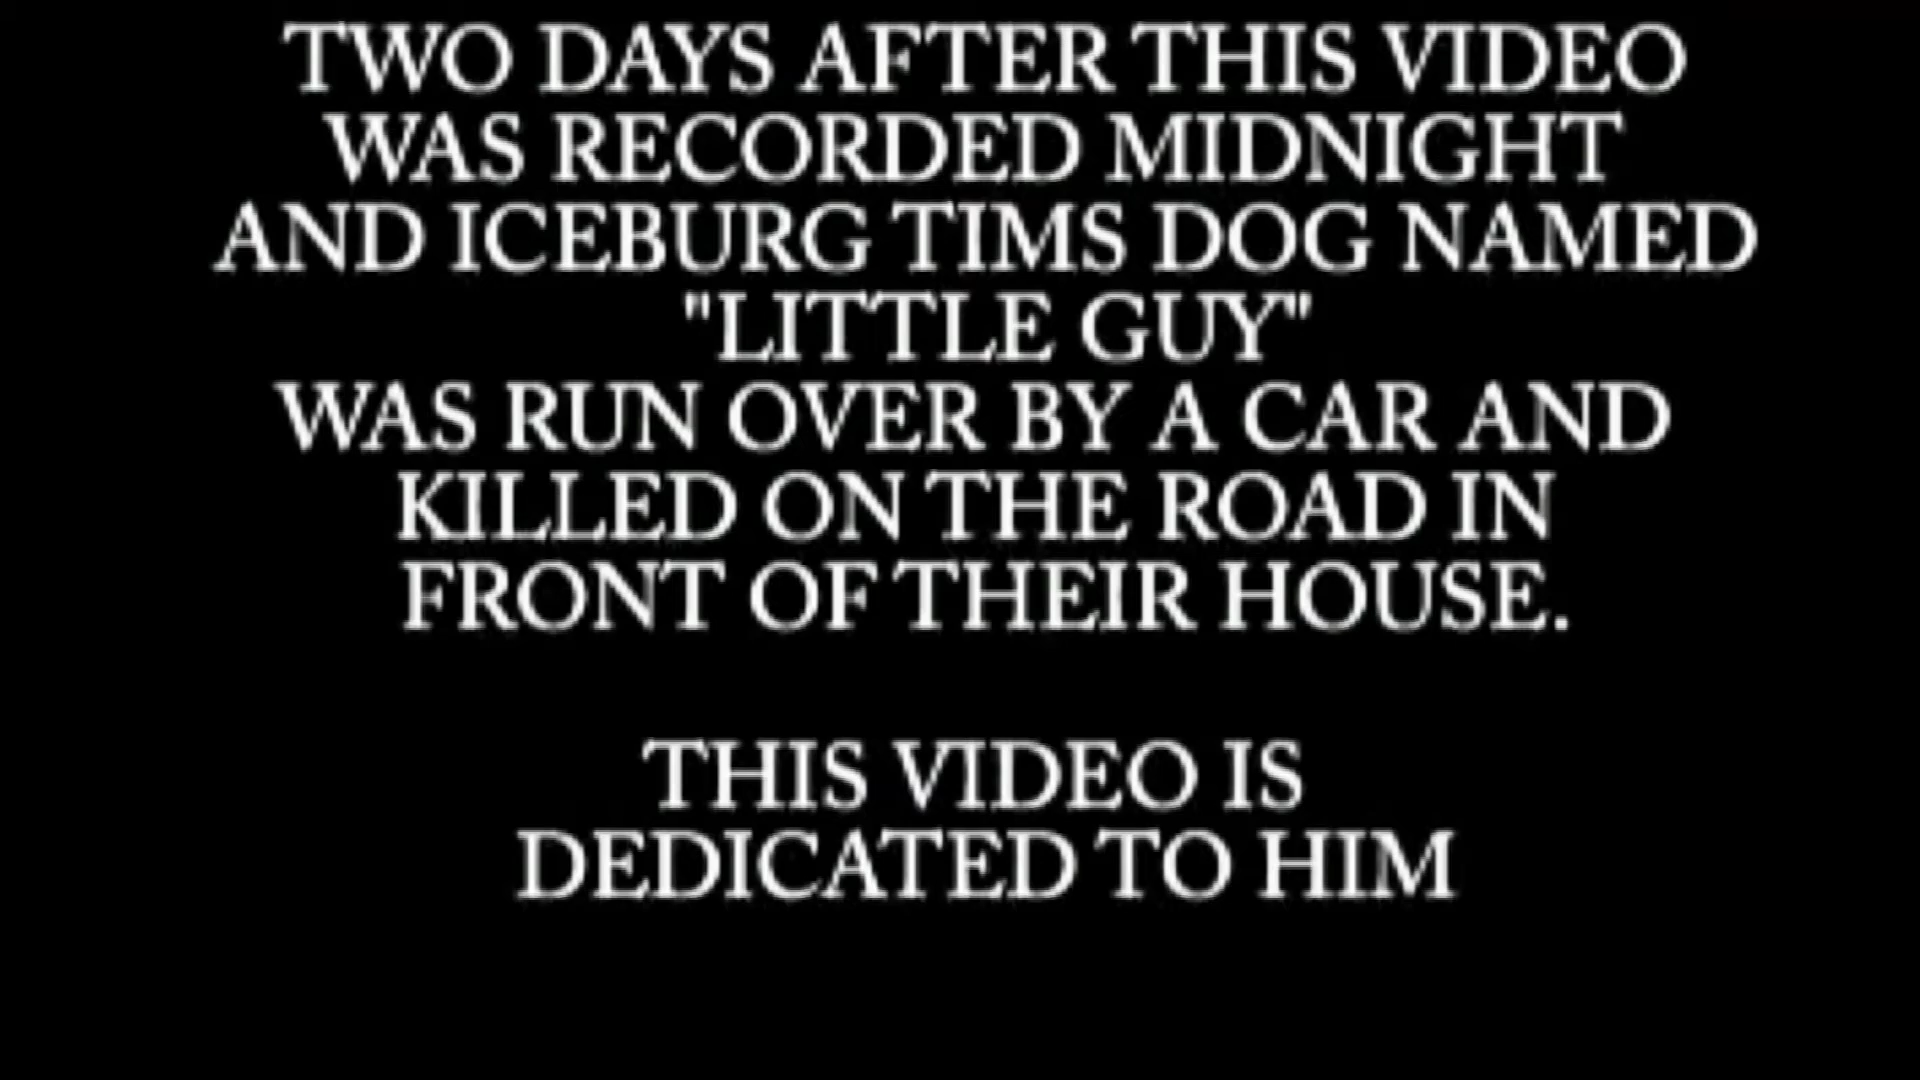 TWO DAYS AFTER THIS VIDEO
WAS RECORDED MIDNIGHT
AND ICEBURG TIMS DOG NAMED
"LITTLE GUY"
WAS RUN OVER BY A CAR AND
KILLED ON THE ROAD IN
FRONT OF THEIR HOUSE.
THIS VIDEO IS
DEDICATED TO HIM